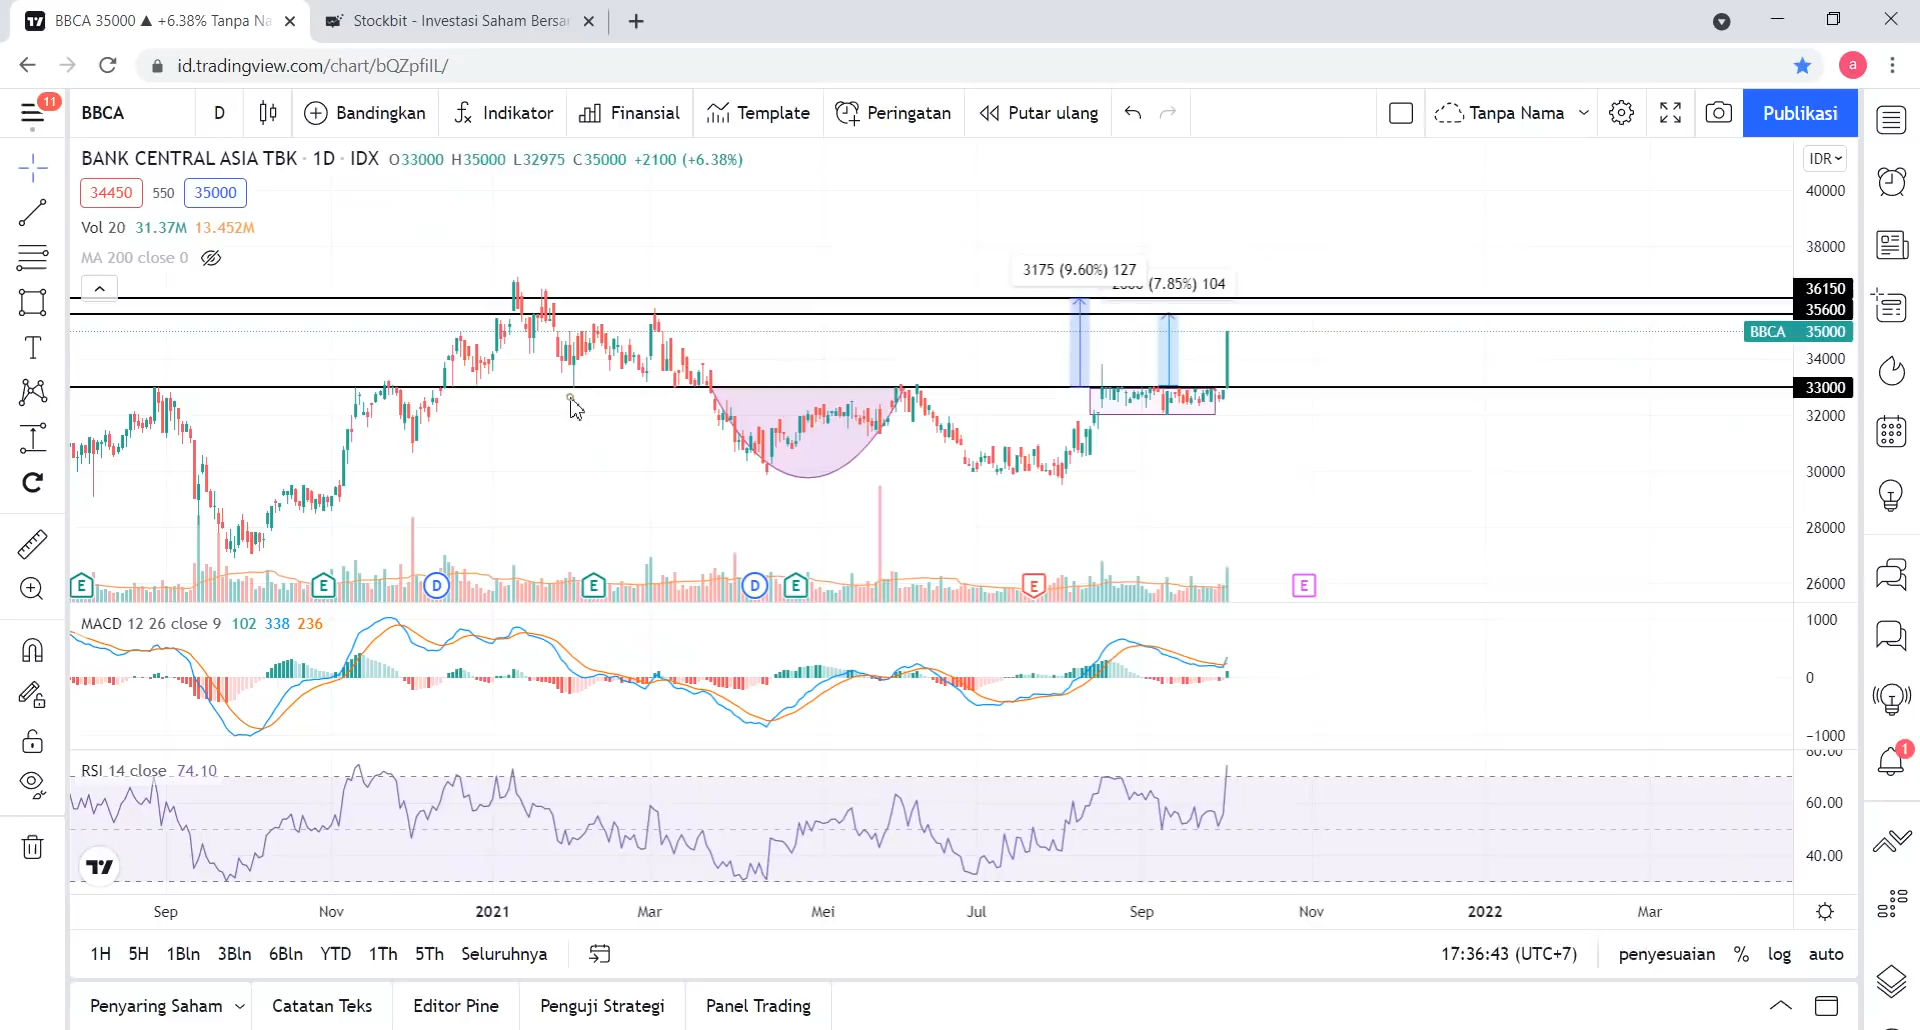 BBCA 35000 ▲ +6.38% Tanpa Na
Stockbit - Investasi Saham Bersar
id.tradingview.com/chart/bQZpfiIL/
a
11
BBCA
D
Bandingkan
Indikator
Finansial
Template
Peringatan
Putar ulang
Tanpa Nama
Publikasi
BANK CENTRAL ASIA TBK · 1D · IDX O33000 H35000 L32975 C35000 +2100 (+6.38%)
IDR
34450 550 35000
Vol 20 31.37M 13.452M
MA 200 close 0
3175 (9.60%) 127
(7.85%) 104
40000
38000
36150
35600
BBCA 35000
34000
33000
32000
30000
28000
26000
E E D E D E E E
MACD 12 26 close 9 102 338 236
1000
0
−1000
RSI 14 close 74.10
80.00
60.00
40.00
1
Sep Nov 2021 Mar Mei Jul Sep Nov 2022 Mar
1H 5H 1Bln 3Bln 6Bln YTD 1Th 5Th Seluruhnya
17:36:43 (UTC+7) penyesuaian % log auto
Penyaring Saham Catatan Teks Editor Pine Penguji Strategi Panel Trading